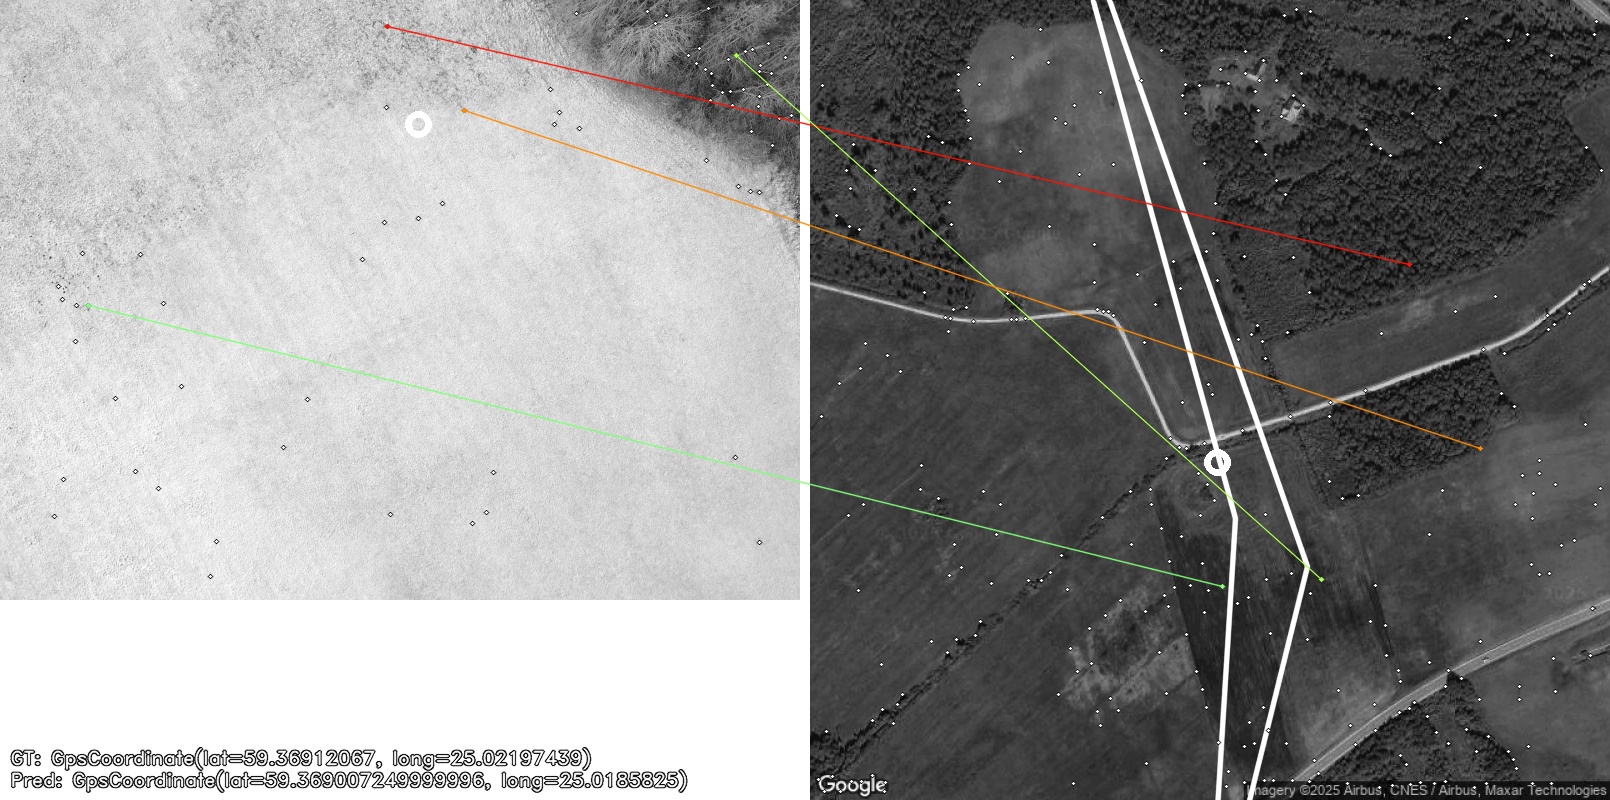 GT: GpsCoordinate(lat=59.36912067, long=25.02197439)
Pred: GpsCoordinate(lat=59.369007249999996, long=25.0185825)
Google
Imagery ©2025 Airbus, CNES / Airbus, Maxar Technologies